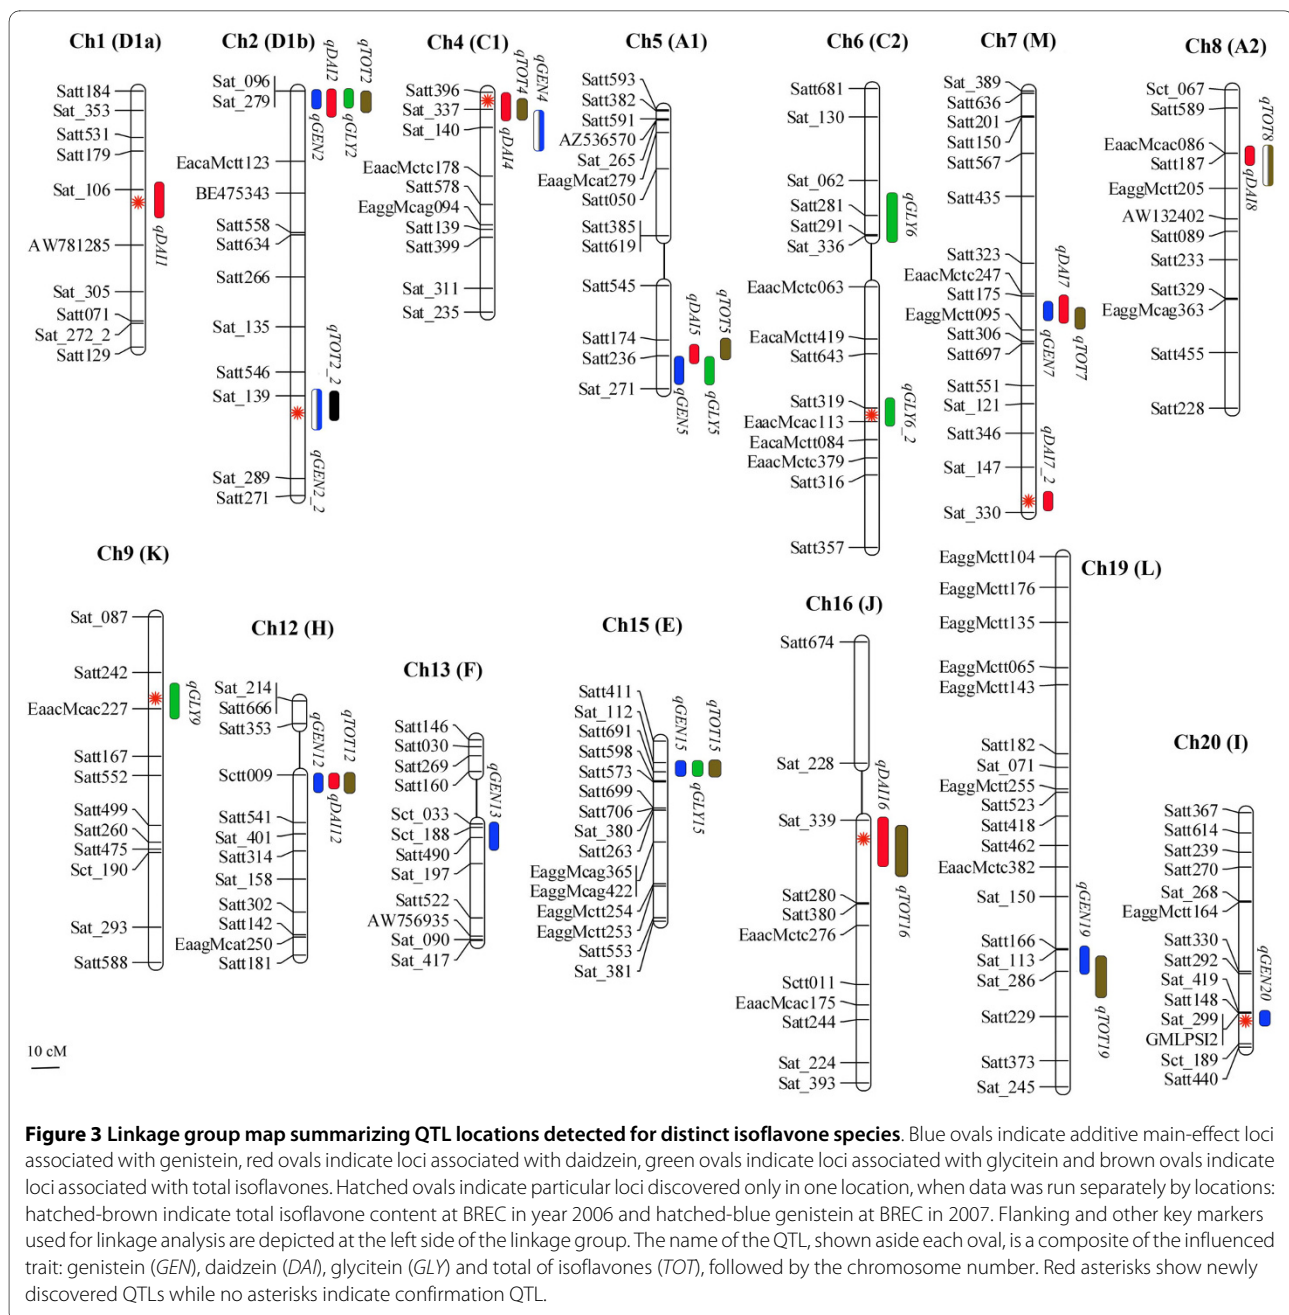 Ch1 (D1a)
Satt184
Sat_353
Satt531
Satt179
Sat_106
AW781285
Sat_305
Satt071
Sat_272_2
Satt129
qDAI1
Ch2 (D1b)
Sat_096
Sat_279
EacaMctt123
BE475343
Satt558
Satt634
Satt266
Sat_135
Satt546
Sat_139
Sat_289
Satt271
qGEN2
qDAI2
qGLY2
qTOT2
qTOT2_2
qGEN2_2
Ch4 (C1)
Satt396
Sat_337
Sat_140
EaacMctc178
Satt578
EaggMcag094
Satt139
Satt399
Sat_311
Sat_235
qDAI4
qTOT4
qGEN4
Ch5 (A1)
Satt593
Satt382
Satt591
AZ536570
Sat_265
EaagMcat279
Satt050
Satt385
Satt619
Satt545
Satt174
Satt236
Sat_271
qGEN5
qDAI5
qGLY5
qTOT5
Ch6 (C2)
Satt681
Sat_130
Sat_062
Satt281
Satt291
Sat_336
EaacMctc063
EacaMctt419
Satt643
Satt319
EaacMcac113
EacaMctt084
EaacMctc379
Satt316
Satt357
qGLY6
qGLY6_2
Ch7 (M)
Sat_389
Satt636
Satt201
Satt150
Satt567
Satt435
Satt323
EaacMctc247
Satt175
EaggMctt095
Satt306
Satt697
Satt551
Sat_121
Satt346
Sat_147
Sat_330
qGEN7
qDAI7
qTOT7
qDAI7_2
Ch8 (A2)
Sct_067
Satt589
EaacMcac086
Satt187
EaggMctt205
AW132402
Satt089
Satt233
Satt329
EaggMcag363
Satt455
Satt228
qDAI8
qTOT8
Ch9 (K)
Sat_087
Satt242
EaacMcac227
Satt167
Satt552
Satt499
Satt260
Satt475
Sct_190
Sat_293
Satt588
qGLY9
Ch12 (H)
Sat_214
Satt666
Satt353
Sctt009
Satt541
Sat_401
Satt314
Sat_158
Satt302
Satt142
EaagMcat250
Satt181
qGEN12
qDAI12
qTOT12
Ch13 (F)
Satt146
Satt030
Satt269
Satt160
Sct_033
Sct_188
Satt490
Sat_197
Satt522
AW756935
Sat_090
Sat_417
qGEN13
Ch15 (E)
Satt411
Sat_112
Satt691
Satt598
Satt573
Satt699
Satt706
Sat_380
Satt263
EaggMcag365
EaggMcag422
EaggMctt254
EaggMctt253
Satt553
Sat_381
qGEN15
qGLY15
qTOT15
Ch16 (J)
Satt674
Sat_228
Sat_339
Satt280
Satt380
EaacMctc276
Sctt011
EaacMcac175
Satt244
Sat_224
Sat_393
qDAI16
qTOT16
Ch19 (L)
EaggMctt104
EaggMctt176
EaggMctt135
EaggMctt065
EaggMctt143
Satt182
Sat_071
EaggMctt255
Satt523
Satt418
Satt462
EaacMctc382
Sat_150
Satt166
Sat_113
Sat_286
Satt229
Satt373
Sat_245
qGEN19
qTOT19
Ch20 (I)
Satt367
Satt614
Satt239
Satt270
Sat_268
EaggMctt164
Satt330
Satt292
Sat_419
Satt148
Sat_299
GMLPSI2
Sct_189
Satt440
qGEN20
10 cM
Figure 3 Linkage group map summarizing QTL locations detected for distinct isoflavone species. Blue ovals indicate additive main-effect loci
associated with genistein, red ovals indicate loci associated with daidzein, green ovals indicate loci associated with glycitein and brown ovals indicate
loci associated with total isoflavones. Hatched ovals indicate particular loci discovered only in one location, when data was run separately by locations:
hatched-brown indicate total isoflavone content at BREC in year 2006 and hatched-blue genistein at BREC in 2007. Flanking and other key markers
used for linkage analysis are depicted at the left side of the linkage group. The name of the QTL, shown aside each oval, is a composite of the influenced
trait: genistein (GEN), daidzein (DAI), glycitein (GLY) and total of isoflavones (TOT), followed by the chromosome number. Red asterisks show newly
discovered QTLs while no asterisks indicate confirmation QTL.